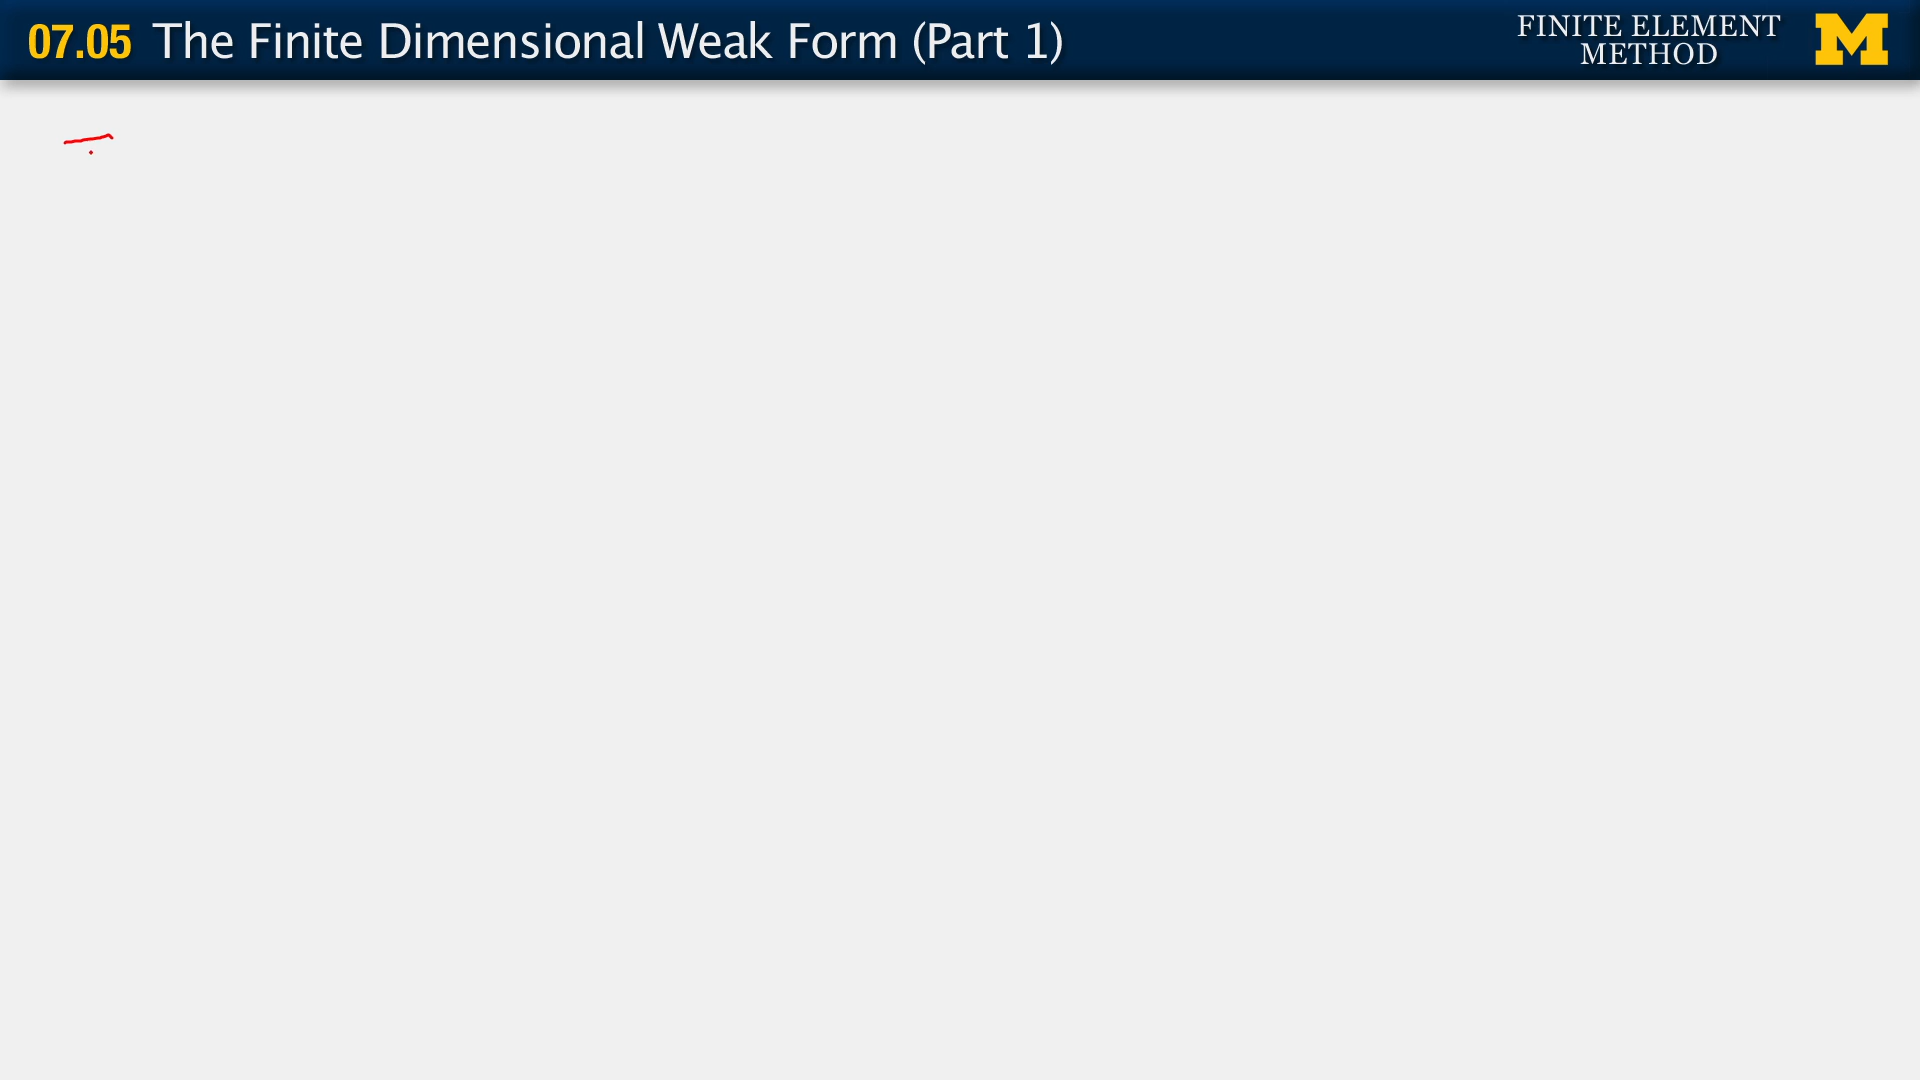 07.05 The Finite Dimensional Weak Form (Part 1)
FINITE ELEMENT
METHOD
M